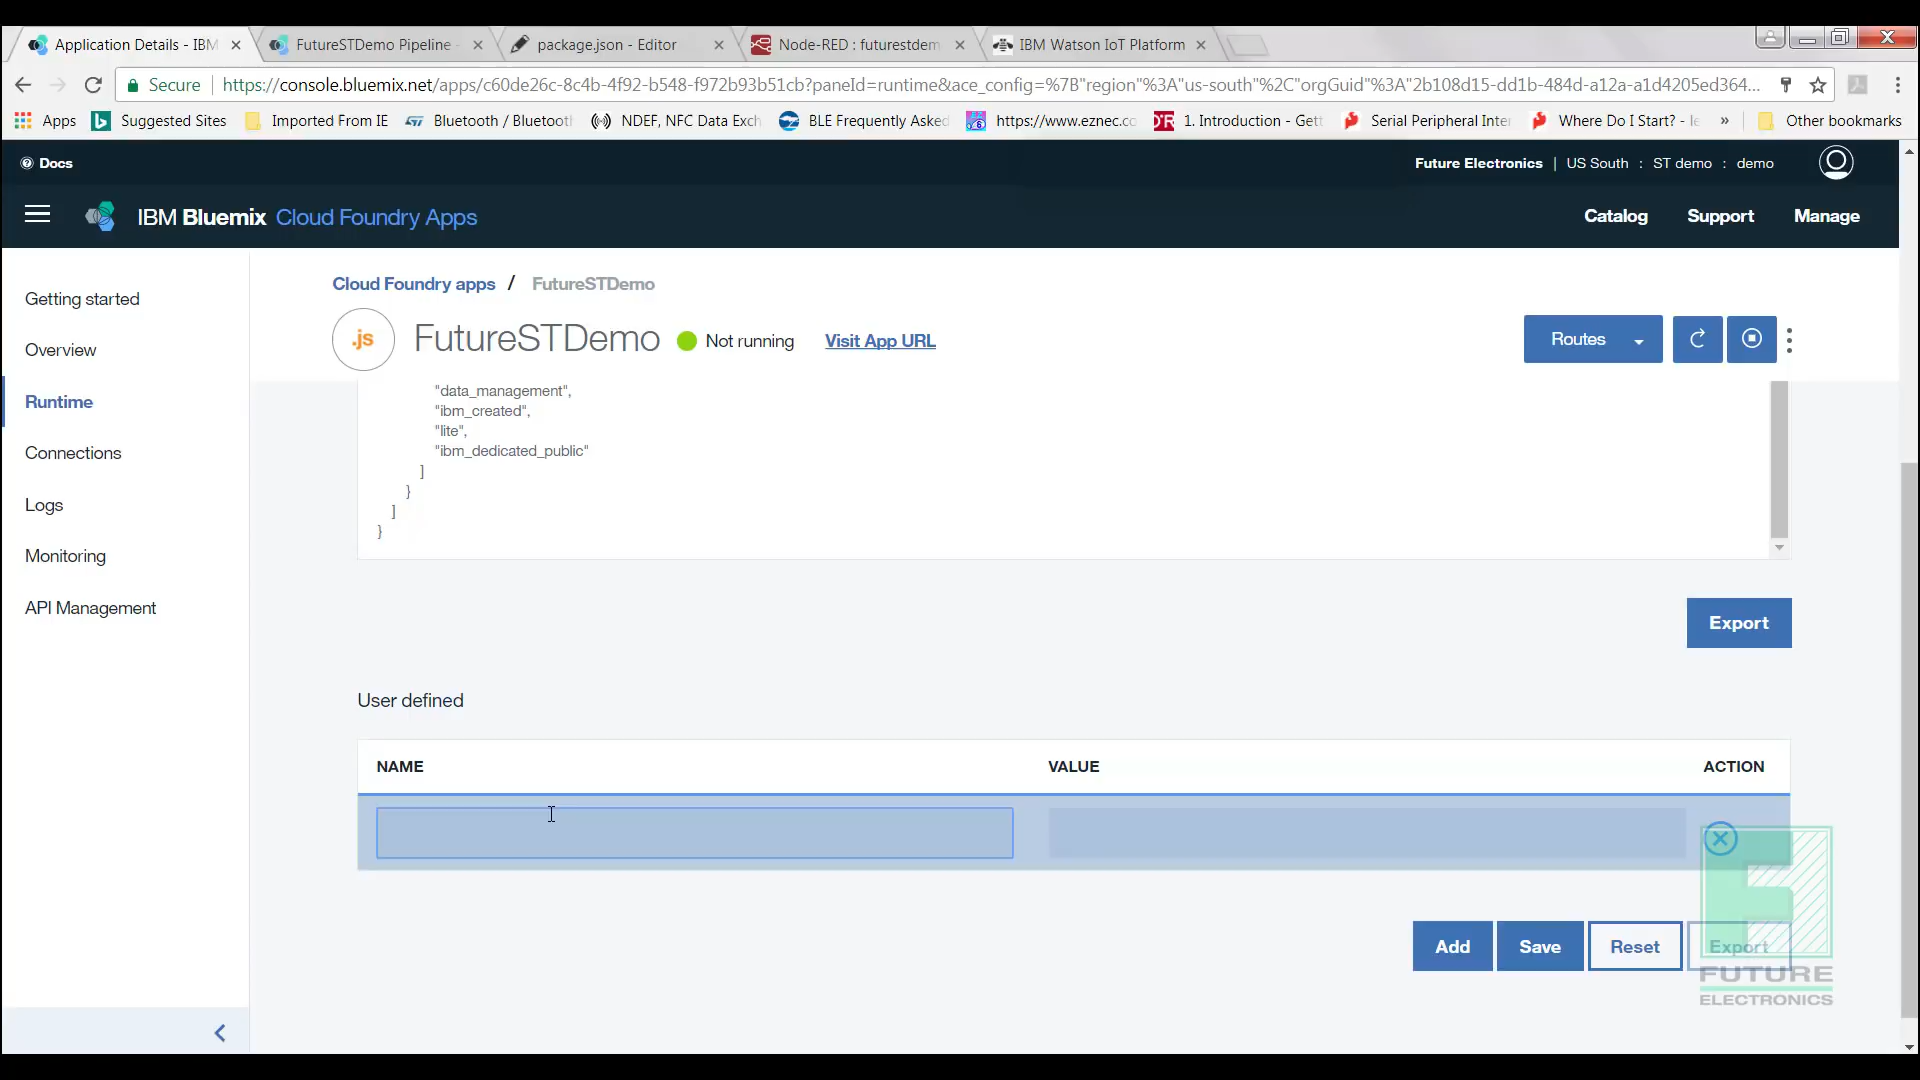 Application Details - IBM
FutureSTDemo Pipeline -
package.json - Editor
Node-RED : futurestdem
IBM Watson IoT Platform
Secure
https://console.bluemix.net/apps/c60de26c-8c4b-4f92-b548-f972b93b51cb?paneId=runtime&ace_config=%7B"region"%3A"us-south"%2C"orgGuid"%3A"2b108d15-dd1b-484d-a12a-a1d4205ed364...
Apps
Suggested Sites
Imported From IE
Bluetooth / Bluetooth
NDEF, NFC Data Exch
BLE Frequently Asked
https://www.eznec.co
1. Introduction - Gett
Serial Peripheral Inter
Where Do I Start? - le
»
Other bookmarks
Docs
Future Electronics | US South : ST demo : demo
IBM Bluemix Cloud Foundry Apps
Catalog
Support
Manage
Getting started
Overview
Runtime
Connections
Logs
Monitoring
API Management
Cloud Foundry apps / FutureSTDemo
.js
FutureSTDemo
Not running
Visit App URL
Routes
"data_management",
"ibm_created",
"lite",
"ibm_dedicated_public"
]
}
]
}
Export
User defined
NAME
VALUE
ACTION
Add
Save
Reset
Export
FUTURE
ELECTRONICS